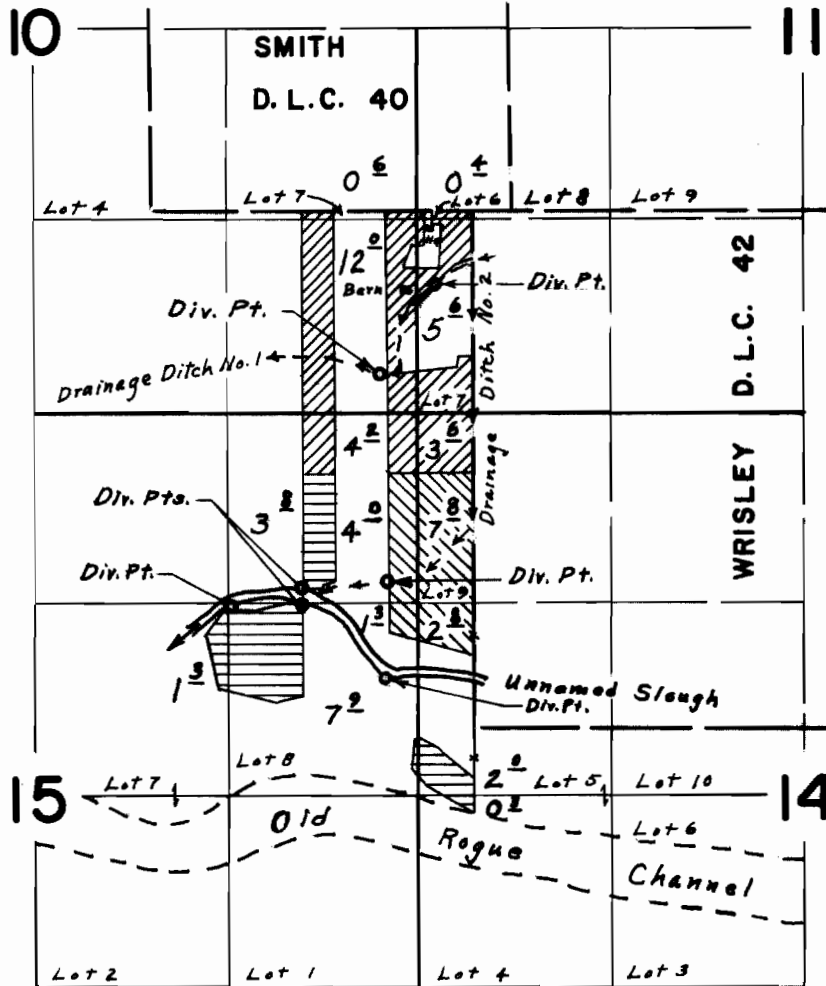 10
SMITH
11
D. L. C. 40
0 6
0 4
Lot 4
Lot 7
Lot 6
Lot 8
Lot 9
12 0
Barn
Div. Pt.
Div. Pt.
5 6
Ditch No. 2
WRISLEY D.L.C. 42
Drainage Ditch No. 1
Lot 7
4 2
3 6
Drainage
Div. Pts.
3 8
4 0
7 8
Div. Pt.
Div. Pt.
Lot 9
1 3
2 8
1 3
7 9
Unnamed Slough
Div. Pt.
15
Lot 7
Lot 8
2 0
Lot 5
Lot 10
14
Old
Rogue
Channel
Lot 6
Lot 2
Lot 1
Lot 4
Lot 3